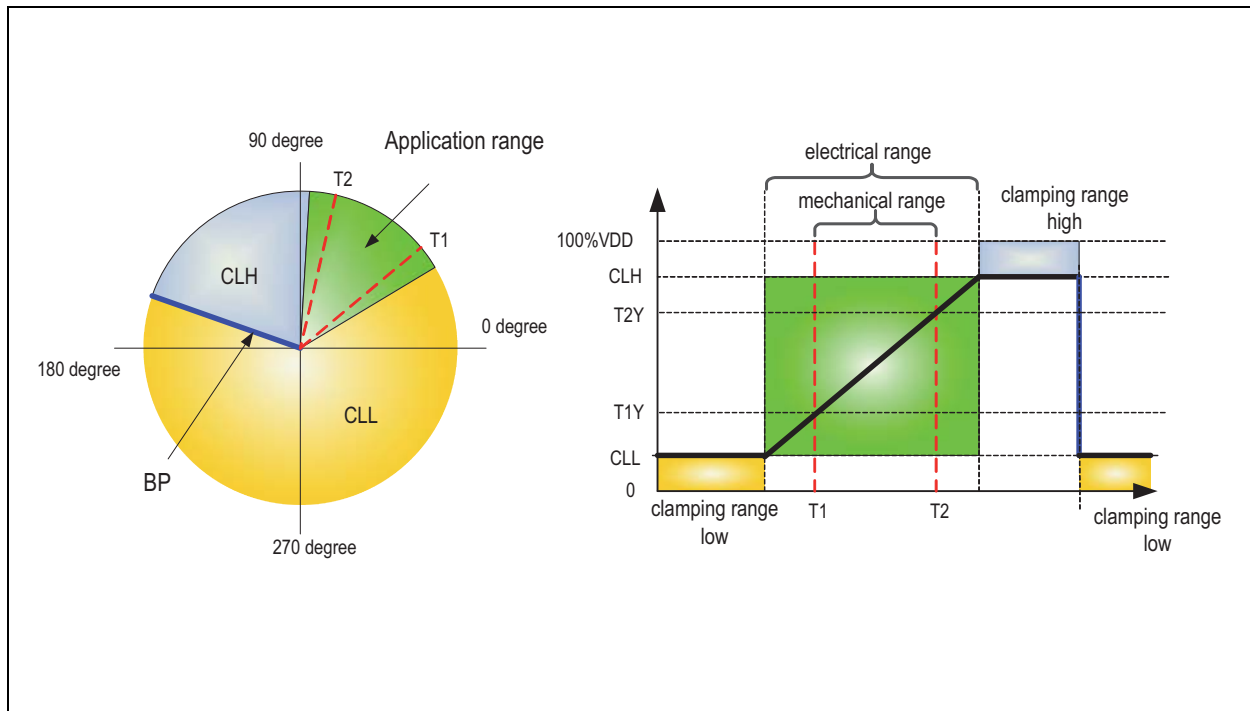 90 degree
Application range
T2
T1
CLH
0 degree
180 degree
CLL
BP
270 degree
electrical range
mechanical range
clamping range
high
100%VDD
CLH
T2Y
T1Y
CLL
0
clamping range
low
T1
T2
clamping range
low